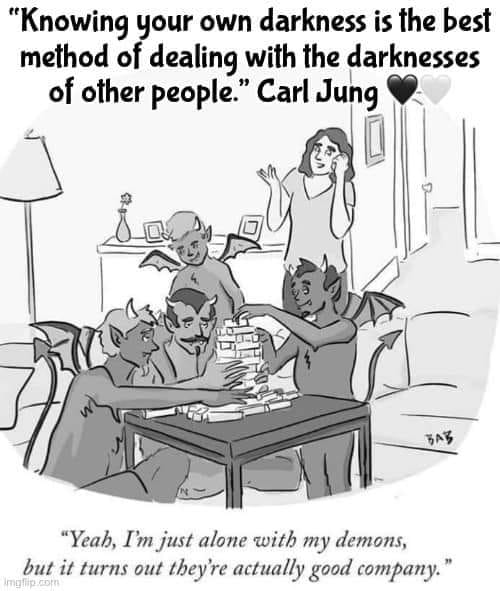 “Knowing your own darkness is the best
method of dealing with the darknesses
of other people.” Carl Jung 🖤🤍
BAB
“Yeah, I’m just alone with my demons,
but it turns out they’re actually good company.”
imgflip.com